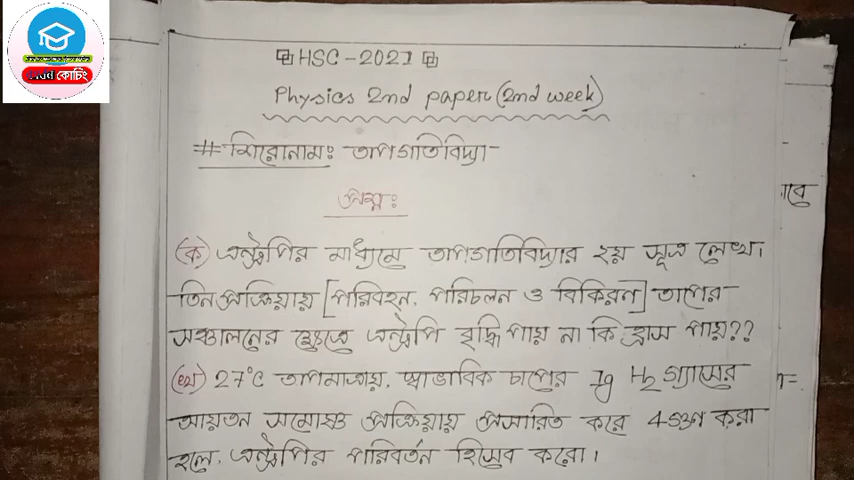 কোচিং
HSC-2021
Physics 2nd paper (2nd week)
# শিরোনামঃ তাপগতিবিদ্যা
প্রশ্নঃ
(ক) এন্ট্রপির মাধ্যমে তাপগতিবিদ্যার ২য় সূত্র লেখ।
তিন প্রক্রিয়ায় [পরিবহন, পরিচলন ও বিকিরণ] তাপের
সঞ্চালনের ক্ষেত্রে এন্ট্রপি বৃদ্ধি পায় না কি হ্রাস পায়??
(খ) 27°C তাপমাত্রায়, স্বাভাবিক চাপের 1g H₂ গ্যাসের
আয়তন সমোষ্ণ প্রক্রিয়ায় প্রসারিত করে 4গুণ করা
হলে, এন্ট্রপির পরিবর্তন হিসেব করো।